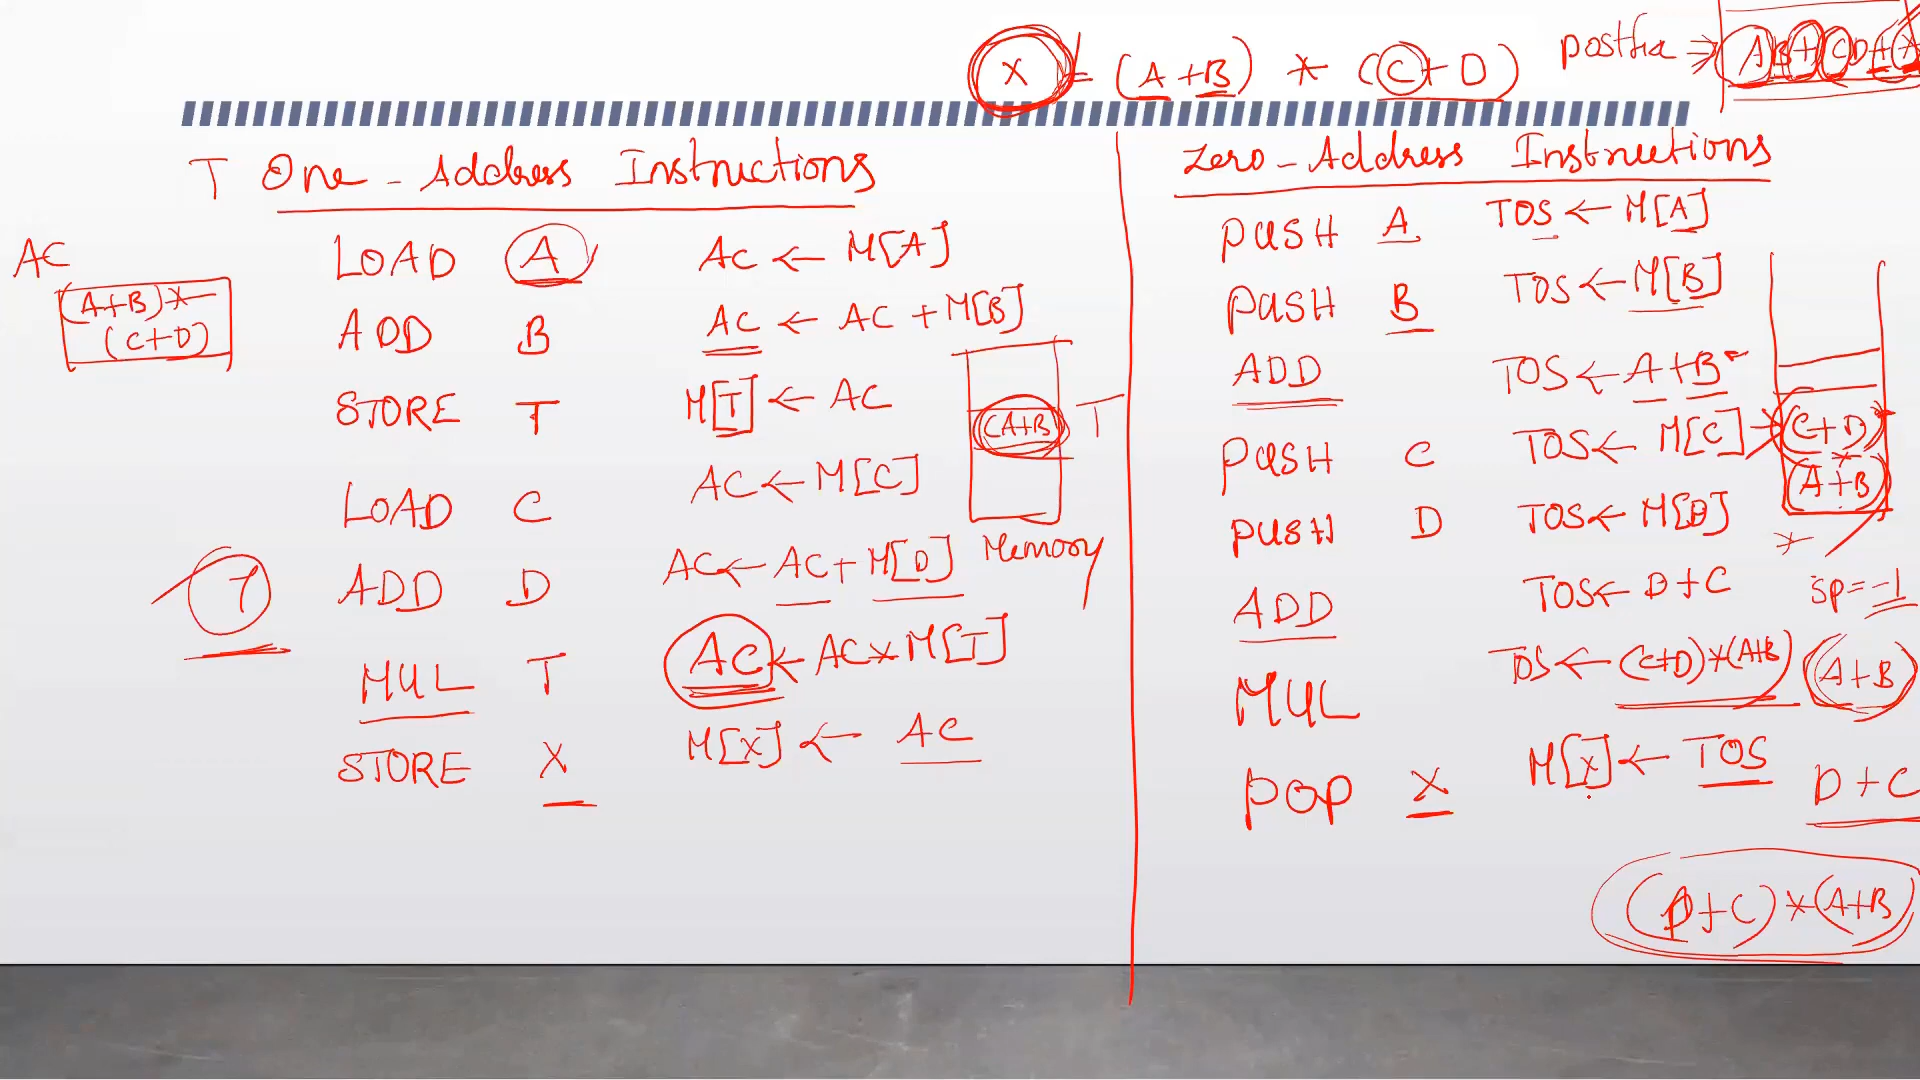 X = (A+B) * (C+D) postfix ⇒ AB+CD+*
T One-Address Instructions
AC
(A+B)*
(C+D)
LOAD A AC ← M[A]
ADD B AC ← AC + M[B]
STORE T M[T] ← AC
LOAD C AC ← M[C]
ADD D AC ← AC + M[D]
MUL T AC ← AC * M[T]
STORE X M[X] ← AC
7
(A+B) T
Memory
Zero-Address Instructions
PUSH A TOS ← M[A]
PUSH B TOS ← M[B]
ADD TOS ← A+B
PUSH C TOS ← M[C]
PUSH D TOS ← M[D]
ADD TOS ← D+C
MUL TOS ← (C+D)*(A+B)
POP X M[X] ← TOS
(C+D)
*
(A+B)
*
SP=-1
(A+B)
D+C
(D+C)*(A+B)